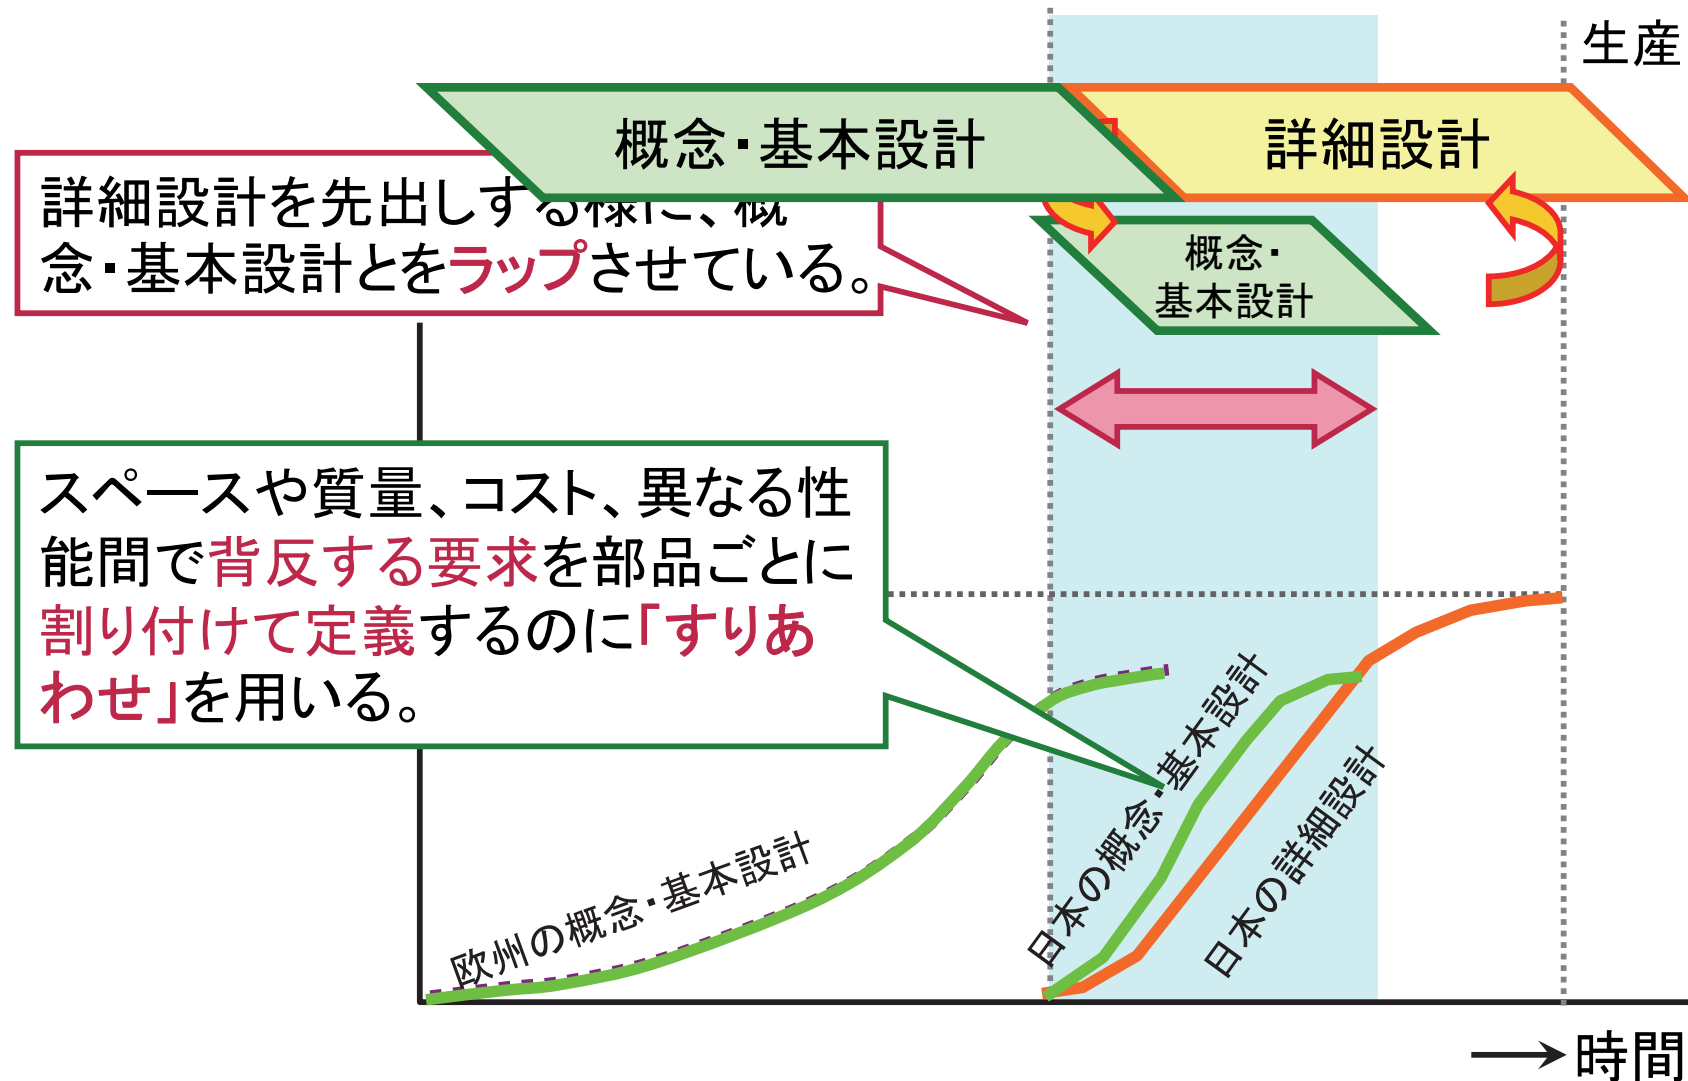 生産
概念・基本設計
詳細設計
詳細設計を先出しする様に、概
念・基本設計とをラップさせている。
概念・
基本設計
スペースや質量、コスト、異なる性
能間で背反する要求を部品ごとに
割り付けて定義するのに「すりあ
わせ」を用いる。
欧州の概念・基本設計
日本の概念・基本設計
日本の詳細設計
→時間